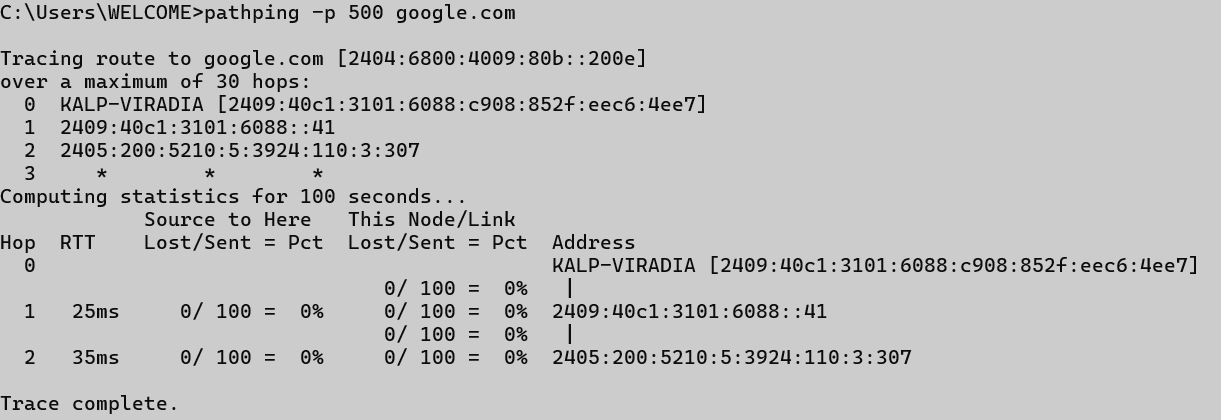 C:\Users\WELCOME>pathping -p 500 google.com

Tracing route to google.com [2404:6800:4009:80b::200e]
over a maximum of 30 hops:
  0  KALP-VIRADIA [2409:40c1:3101:6088:c908:852f:eec6:4ee7]
  1  2409:40c1:3101:6088::41
  2  2405:200:5210:5:3924:110:3:307
  3     *        *        *
Computing statistics for 100 seconds...
            Source to Here   This Node/Link
Hop  RTT    Lost/Sent = Pct  Lost/Sent = Pct  Address
  0                                           KALP-VIRADIA [2409:40c1:3101:6088:c908:852f:eec6:4ee7]
                                0/ 100 =  0%   |
  1   25ms     0/ 100 =  0%     0/ 100 =  0%  2409:40c1:3101:6088::41
                                0/ 100 =  0%   |
  2   35ms     0/ 100 =  0%     0/ 100 =  0%  2405:200:5210:5:3924:110:3:307

Trace complete.